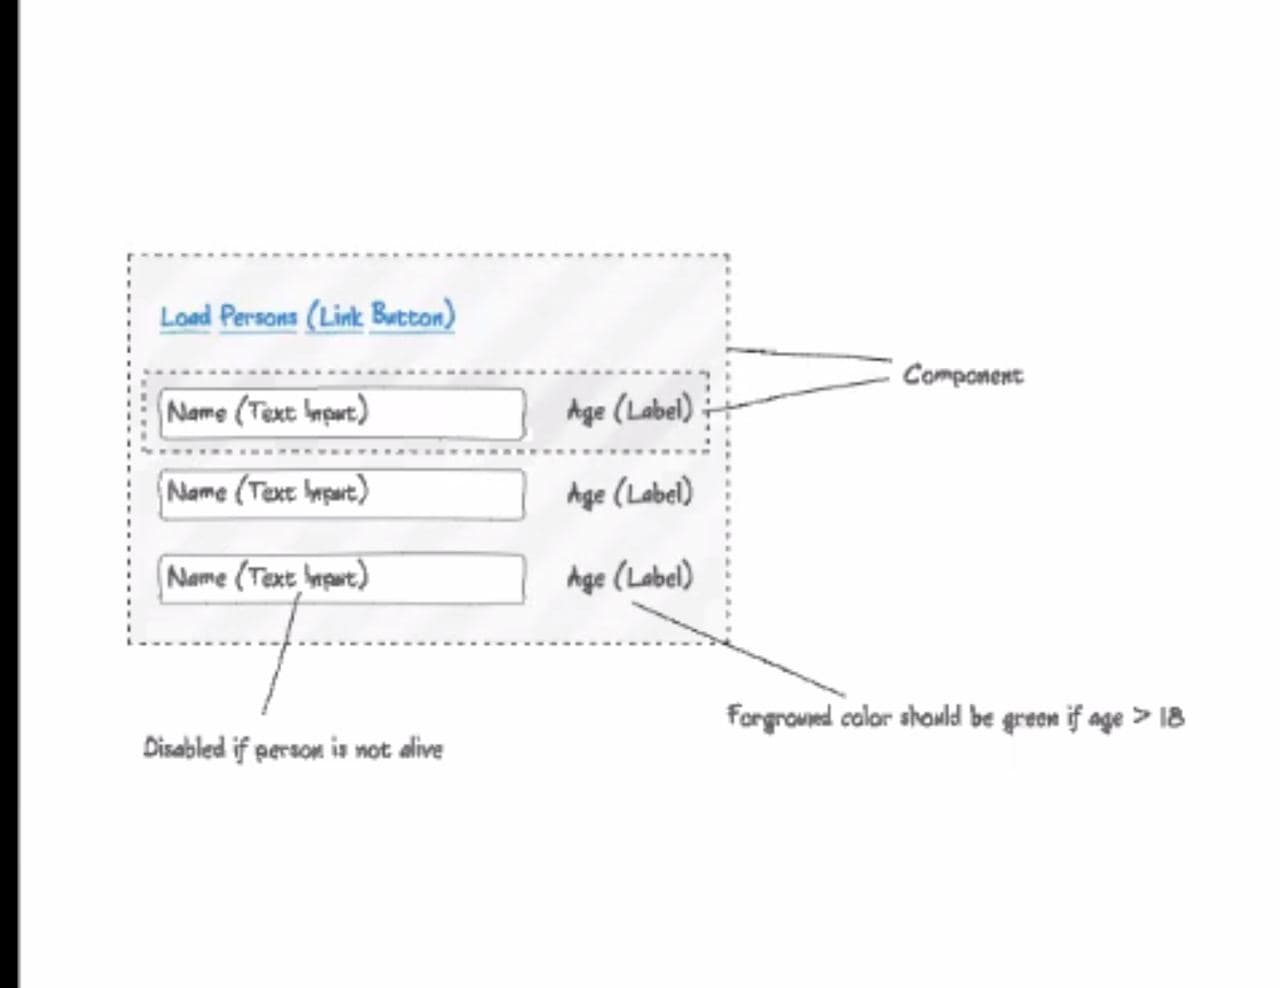 Load Persons (Link Button)
Component
Name (Text Input) Age (Label)
Name (Text Input) Age (Label)
Name (Text Input) Age (Label)
Forground color should be green if age > 18
Disabled if person is not alive